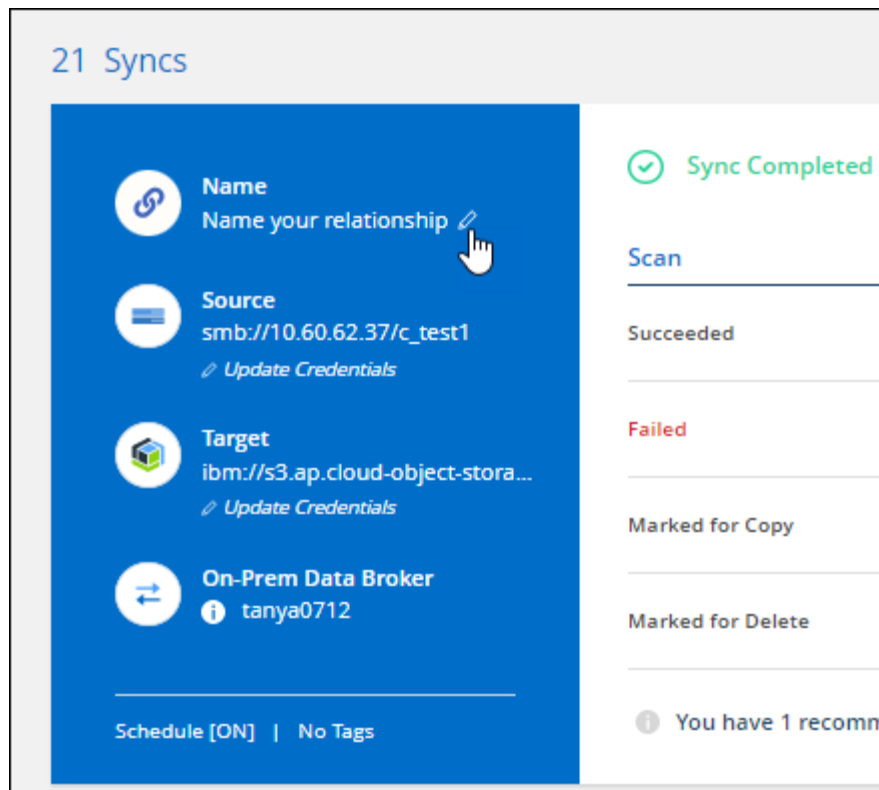 21 Syncs
Name
Name your relationship
Source
smb://10.60.62.37/c_test1
Update Credentials
Target
ibm://s3.ap.cloud-object-stora...
Update Credentials
On-Prem Data Broker
tanya0712
Schedule [ON] | No Tags
Sync Completed
Scan
Succeeded
Failed
Marked for Copy
Marked for Delete
You have 1